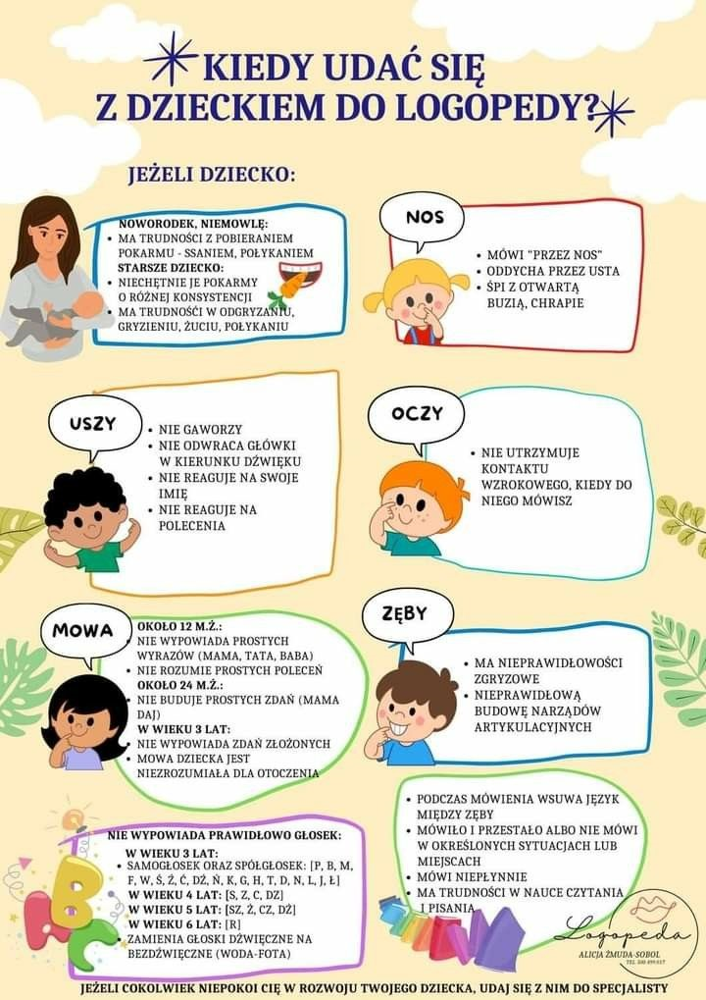 KIEDY UDAĆ SIĘ
Z DZIECKIEM DO LOGOPEDY?
JEŻELI DZIECKO:
NOWORODEK, NIEMOWLĘ:
• MA TRUDNOŚCI Z POBIERANIEM
POKARMU - SSANIEM, POŁYKANIEM
STARSZE DZIECKO:
• NIECHĘTNIE JE POKARMY
O RÓŻNEJ KONSYSTENCJI
• MA TRUDNOŚĆI W ODGRYZANIU,
GRYZIENIU, ŻUCIU, POŁYKANIU
NOS
• MÓWI "PRZEZ NOS"
• ODDYCHA PRZEZ USTA
• ŚPI Z OTWARTĄ
BUZIĄ, CHRAPIE
USZY
• NIE GAWORZY
• NIE ODWRACA GŁÓWKI
W KIERUNKU DŹWIĘKU
• NIE REAGUJE NA SWOJE
IMIĘ
• NIE REAGUJE NA
POLECENIA
OCZY
• NIE UTRZYMUJE
KONTAKTU
WZROKOWEGO, KIEDY DO
NIEGO MÓWISZ
MOWA
OKOŁO 12 M.Ż.:
• NIE WYPOWIADA PROSTYCH
WYRAZÓW (MAMA, TATA, BABA)
• NIE ROZUMIE PROSTYCH POLECEŃ
OKOŁO 24 M.Ż.:
• NIE BUDUJE PROSTYCH ZDAŃ (MAMA
DAJ)
W WIEKU 3 LAT:
• NIE WYPOWIADA ZDAŃ ZŁOŻONYCH
• MOWA DZIECKA JEST
NIEZROZUMIAŁA DLA OTOCZENIA
ZĘBY
• MA NIEPRAWIDŁOWOŚCI
ZGRYZOWE
• NIEPRAWIDŁOWĄ
BUDOWĘ NARZĄDÓW
ARTYKULACYJNYCH
ABC
NIE WYPOWIADA PRAWIDŁOWO GŁOSEK:
W WIEKU 3 LAT:
• SAMOGŁOSEK ORAZ SPÓŁGŁOSEK: [P, B, M,
F, W, Ś, Ź, Ć, DŹ, Ń, K, G, H, T, D, N, L, J, Ł]
W WIEKU 4 LAT: [S, Z, C, DZ]
W WIEKU 5 LAT: [SZ, Ż, CZ, DŻ]
W WIEKU 6 LAT: [R]
• ZAMIENIA GŁOSKI DŹWIĘCZNE NA
BEZDŹWIĘCZNE (WODA-FOTA)
• PODCZAS MÓWIENIA WSUWA JĘZYK
MIĘDZY ZĘBY
• MÓWIŁO I PRZESTAŁO ALBO NIE MÓWI
W OKREŚLONYCH SYTUACJACH LUB
MIEJSCACH
• MÓWI NIEPŁYNNIE
• MA TRUDNOŚCI W NAUCE CZYTANIA
I PISANIA
Logopeda
ALICJA ŻMUDA-SOBOL
TEL.
JEŻELI COKOLWIEK NIEPOKOI CIĘ W ROZWOJU TWOJEGO DZIECKA, UDAJ SIĘ Z NIM DO SPECJALISTY